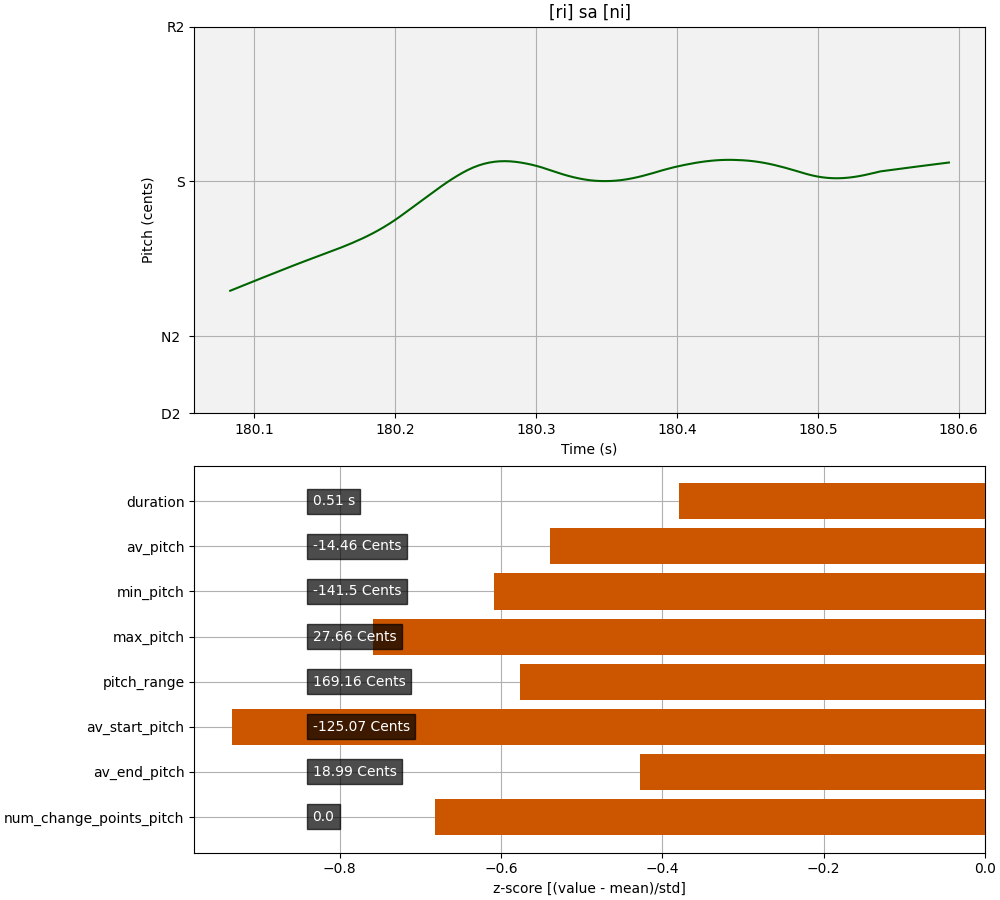 [ri] sa [ni]
R2
S
N2
D2
Pitch (cents)
180.1 180.2 180.3 180.4 180.5 180.6
Time (s)
duration 0.51 s
av_pitch -14.46 Cents
min_pitch -141.5 Cents
max_pitch 27.66 Cents
pitch_range 169.16 Cents
av_start_pitch -125.07 Cents
av_end_pitch 18.99 Cents
num_change_points_pitch 0.0
−0.8 −0.6 −0.4 −0.2 0.0
z-score [(value - mean)/std]